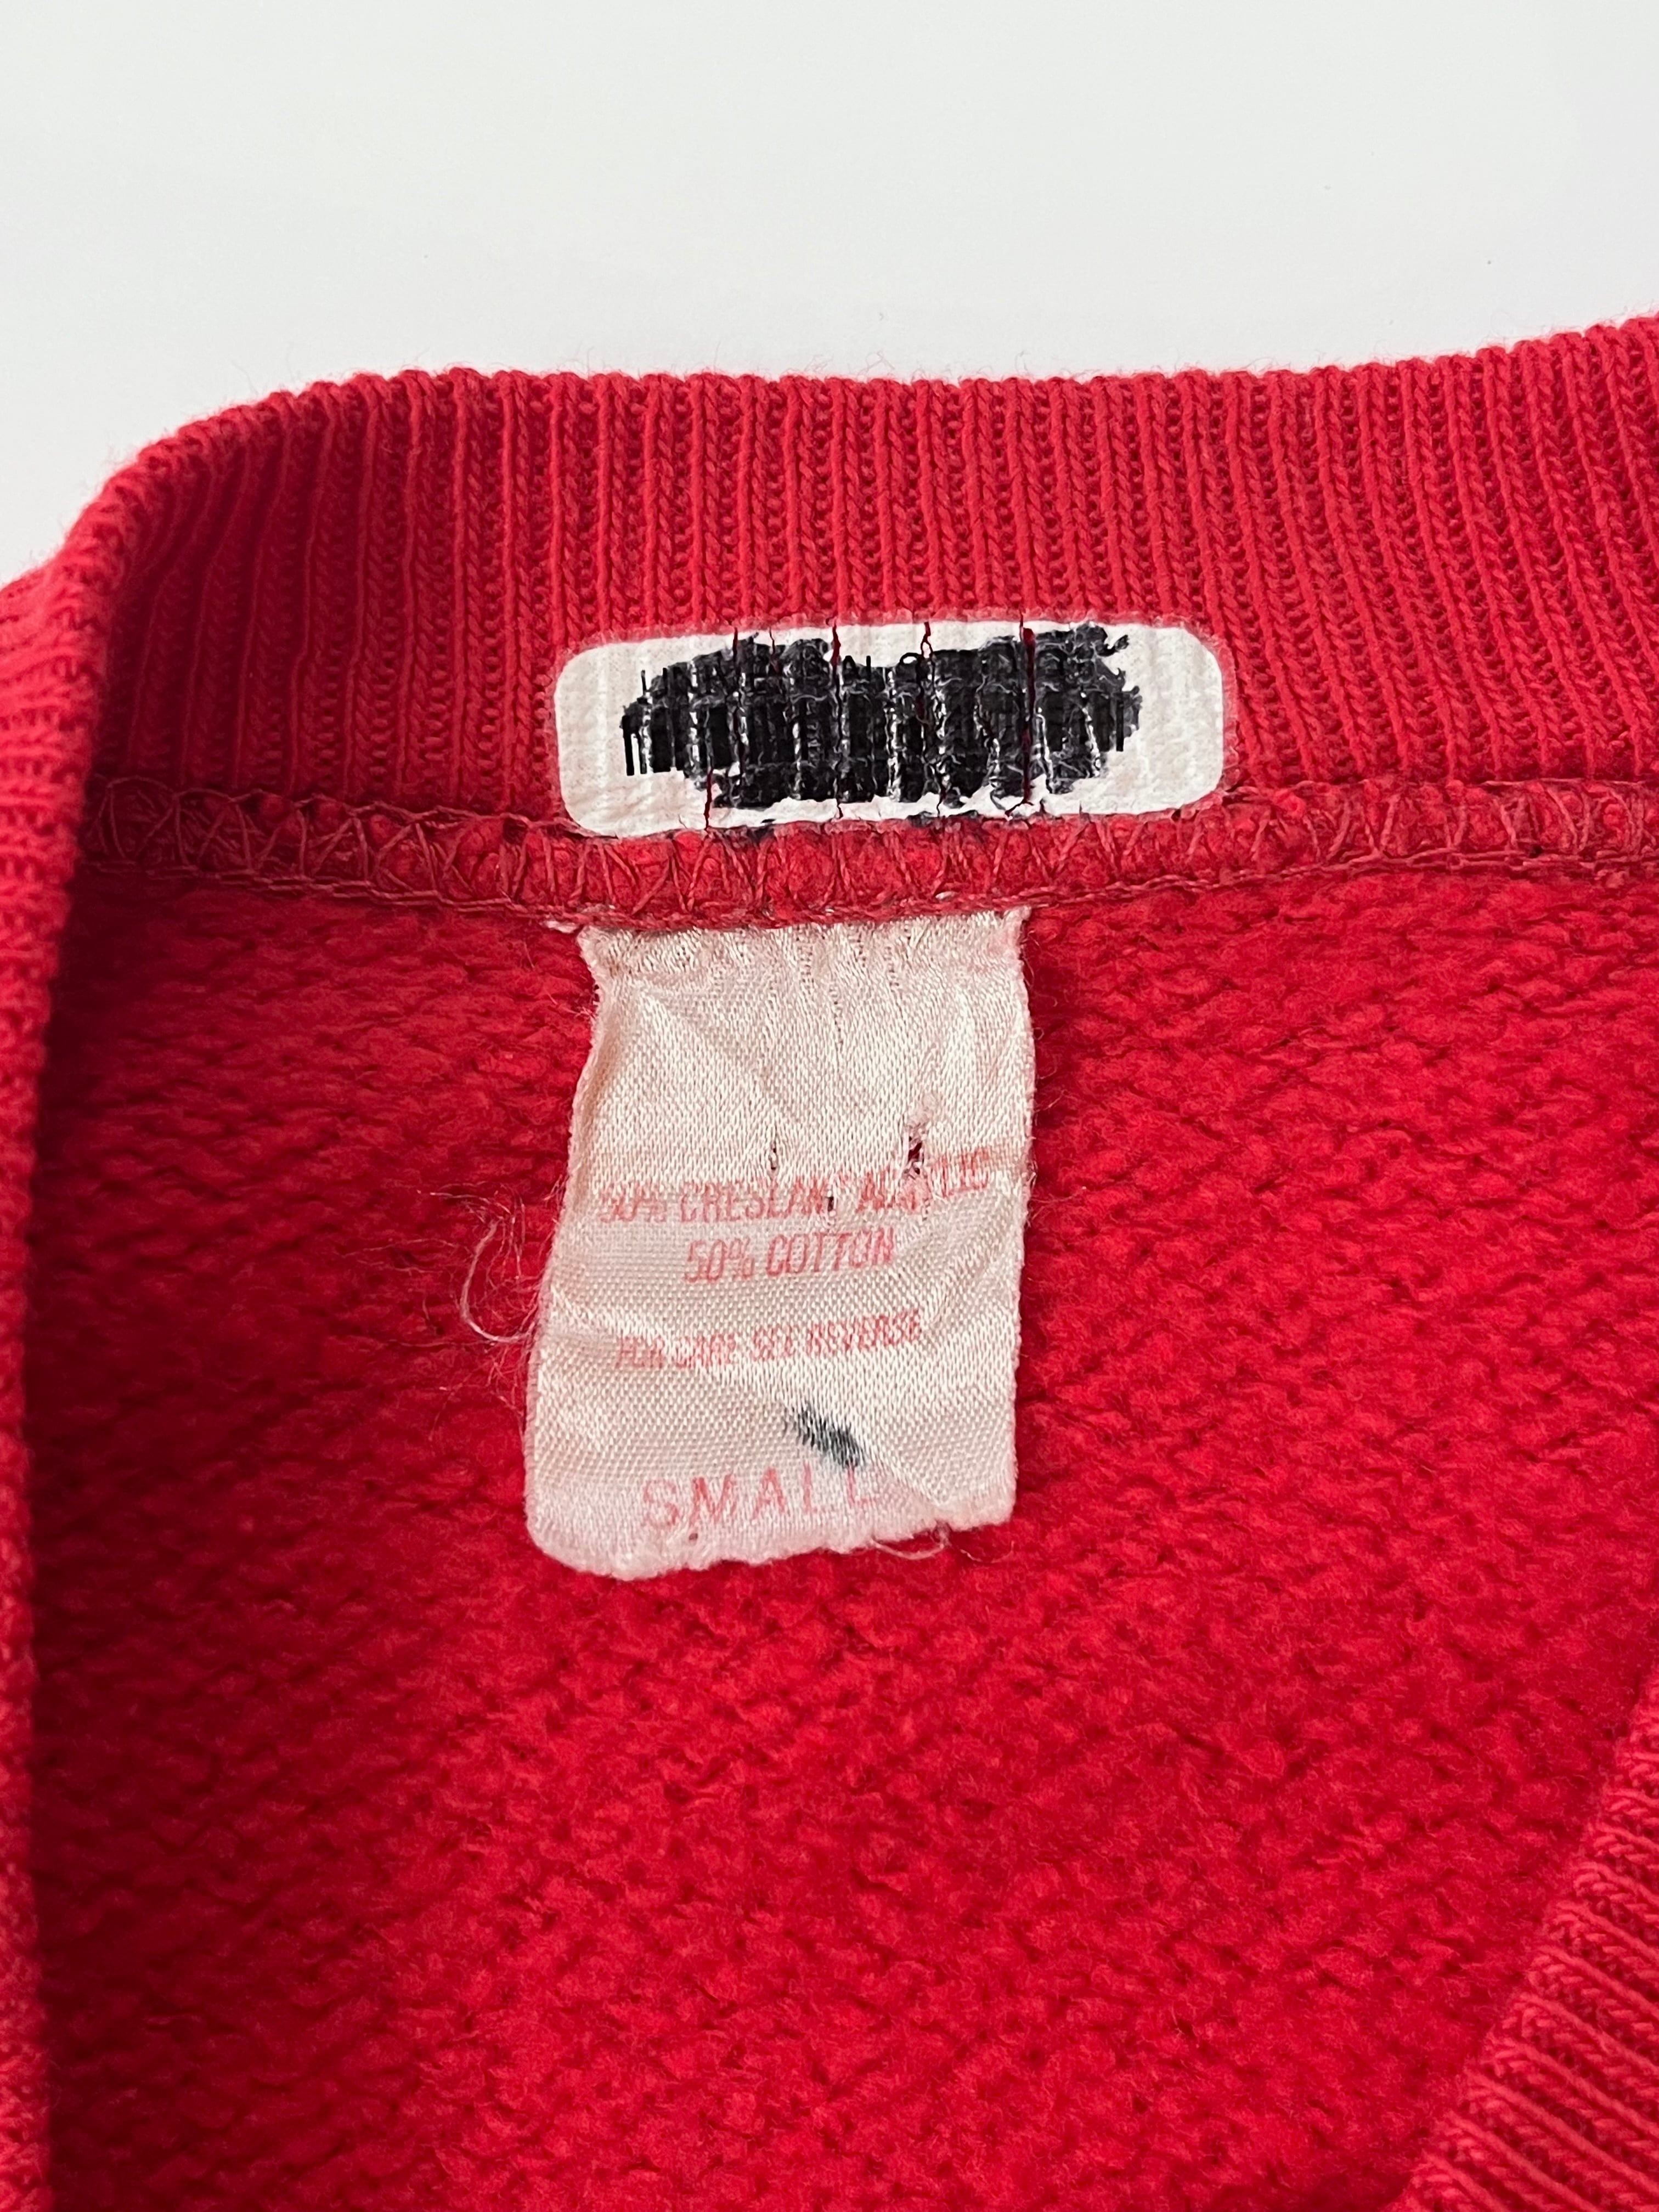 50% CRESLAN® ACRYLIC
50% COTTON
FOR CARE SEE REVERSE
SMALL